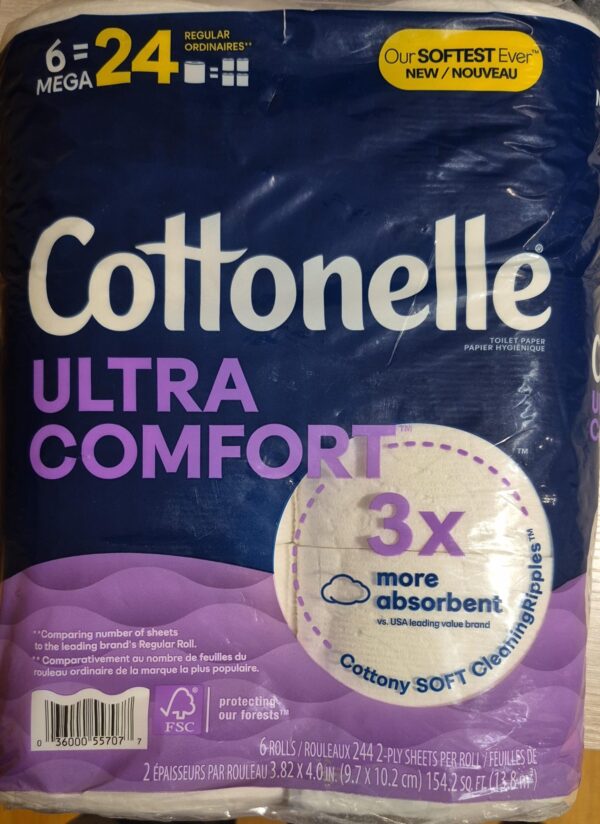 6 = 24
MEGA
REGULAR
ORDINAIRES**
Our SOFTEST Ever™
NEW / NOUVEAU
Cottonelle®
TOILET PAPER
PAPIER HYGIÉNIQUE
ULTRA
COMFORT™
™
3x
more
absorbent
vs. USA leading value brand
Cottony SOFT CleaningRipples™
**Comparing number of sheets
to the leading brand's Regular Roll.
**Comparativement au nombre de feuilles du
rouleau ordinaire de la marque la plus populaire.
FSC
protecting
our forests™
0 36000 55707 7
6 ROLLS / ROULEAUX 244 2-PLY SHEETS PER ROLL / FEUILLES DE
2 ÉPAISSEURS PAR ROULEAU 3.82 X 4.0 IN. (9.7 X 10.2 cm) 154.2 SQ. FT. (13.8 m²)